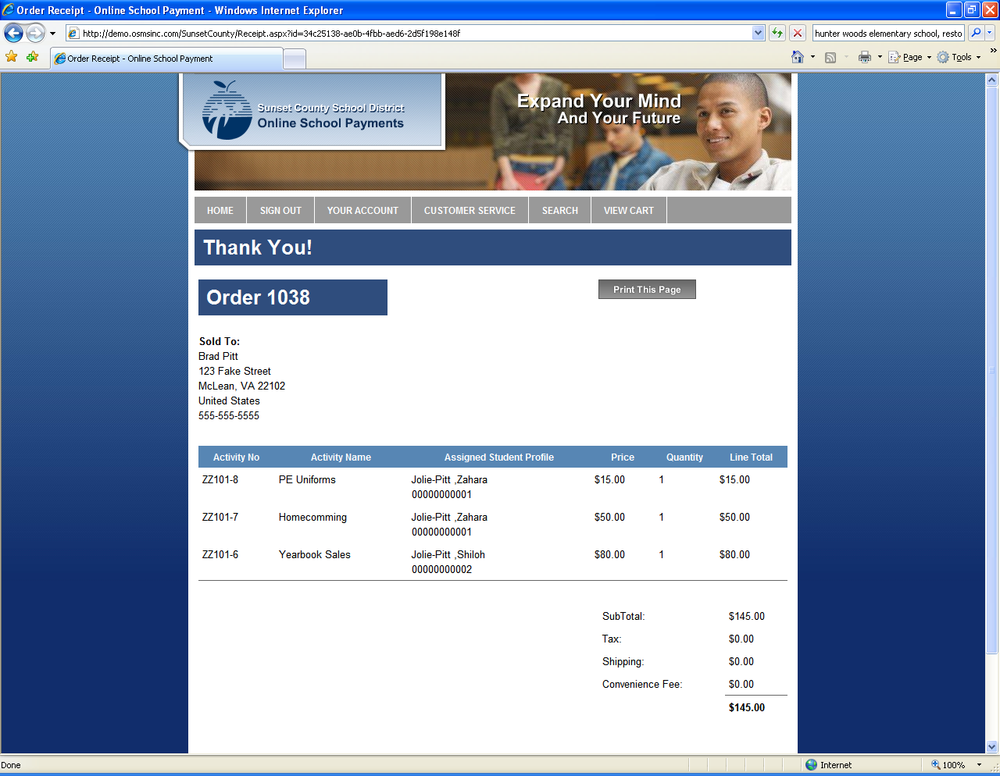 Order Receipt - Online School Payment - Windows Internet Explorer
http://demo.osmsinc.com/SunsetCounty/Receipt.aspx?id=34c25138-ae0b-4fbb-aed6-2d5f198e148f
hunter woods elementary school, resto
Order Receipt - Online School Payment
Page
Tools
»
Sunset County School District
Online School Payments
Expand Your Mind
And Your Future
HOME SIGN OUT YOUR ACCOUNT CUSTOMER SERVICE SEARCH VIEW CART
Thank You!
Order 1038
Print This Page
Sold To:
Brad Pitt
123 Fake Street
McLean, VA 22102
United States
555-555-5555
Activity No Activity Name Assigned Student Profile Price Quantity Line Total
ZZ101-8 PE Uniforms Jolie-Pitt ,Zahara $15.00 1 $15.00
00000000001
ZZ101-7 Homecomming Jolie-Pitt ,Zahara $50.00 1 $50.00
00000000001
ZZ101-6 Yearbook Sales Jolie-Pitt ,Shiloh $80.00 1 $80.00
00000000002
SubTotal: $145.00
Tax: $0.00
Shipping: $0.00
Convenience Fee: $0.00
$145.00
Done
Internet
100%